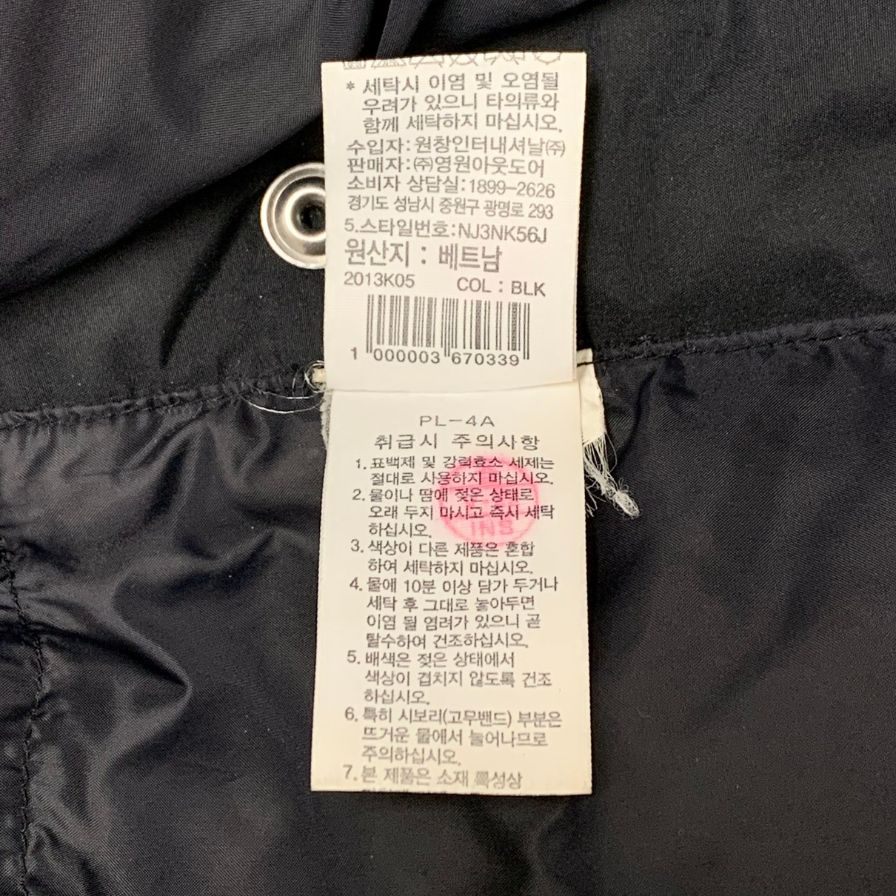 * 세탁시 이염 및 오염될
우려가 있으니 타의류와
함께 세탁하지 마십시오.
수입자:원창인터내셔날㈜
판매자:㈜영원아웃도어
소비자 상담실:1899-2626
경기도 성남시 중원구 광명로 293
5.스타일번호:NJ3NK56J
원산지 : 베트남
2013K05 COL : BLK
1 000003 670339
PL-4A
취급시 주의사항
1. 표백제 및 강력효소 세제는
절대로 사용하지 마십시오.
2. 물이나 땀에 젖은 상태로
오래 두지 마시고 즉시 세탁
하십시오.
INS
3. 색상이 다른 제품은 혼합
하여 세탁하지 마십시오.
4. 물에 10분 이상 담가 두거나
세탁 후 그대로 놓아두면
이염 될 염려가 있으니 곧
탈수하여 건조하십시오.
5. 배색은 젖은 상태에서
색상이 겹치지 않도록 건조
하십시오.
6. 특히 시보리(고무밴드) 부분은
뜨거운 물에서 늘어나므로
주의하십시오.
7. 본 제품은 소재 특성상